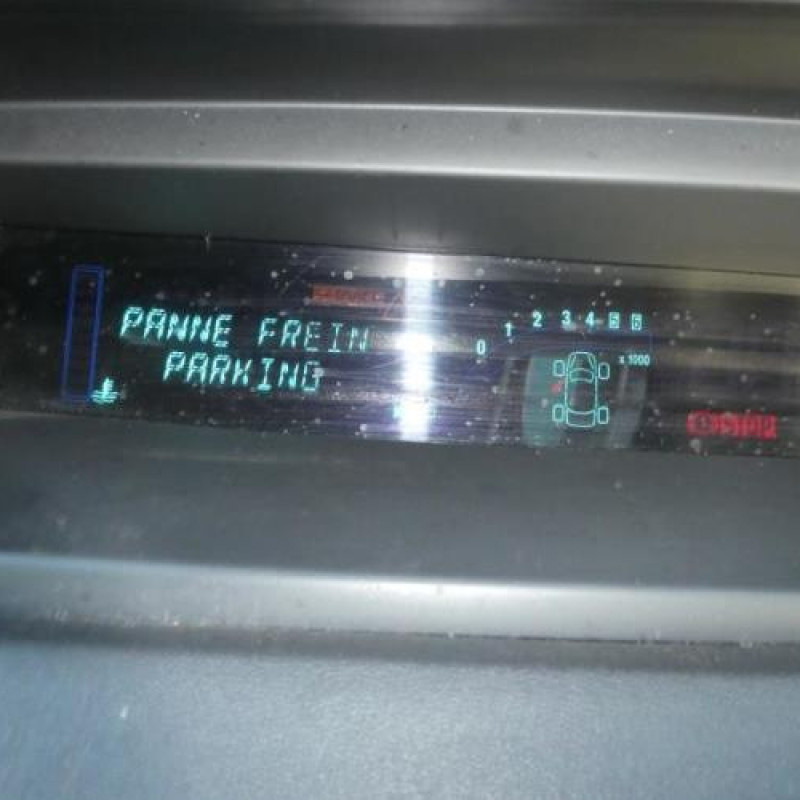 PANNE FREIN
PARKING
0 1 2 3 4 5 6
x 1000